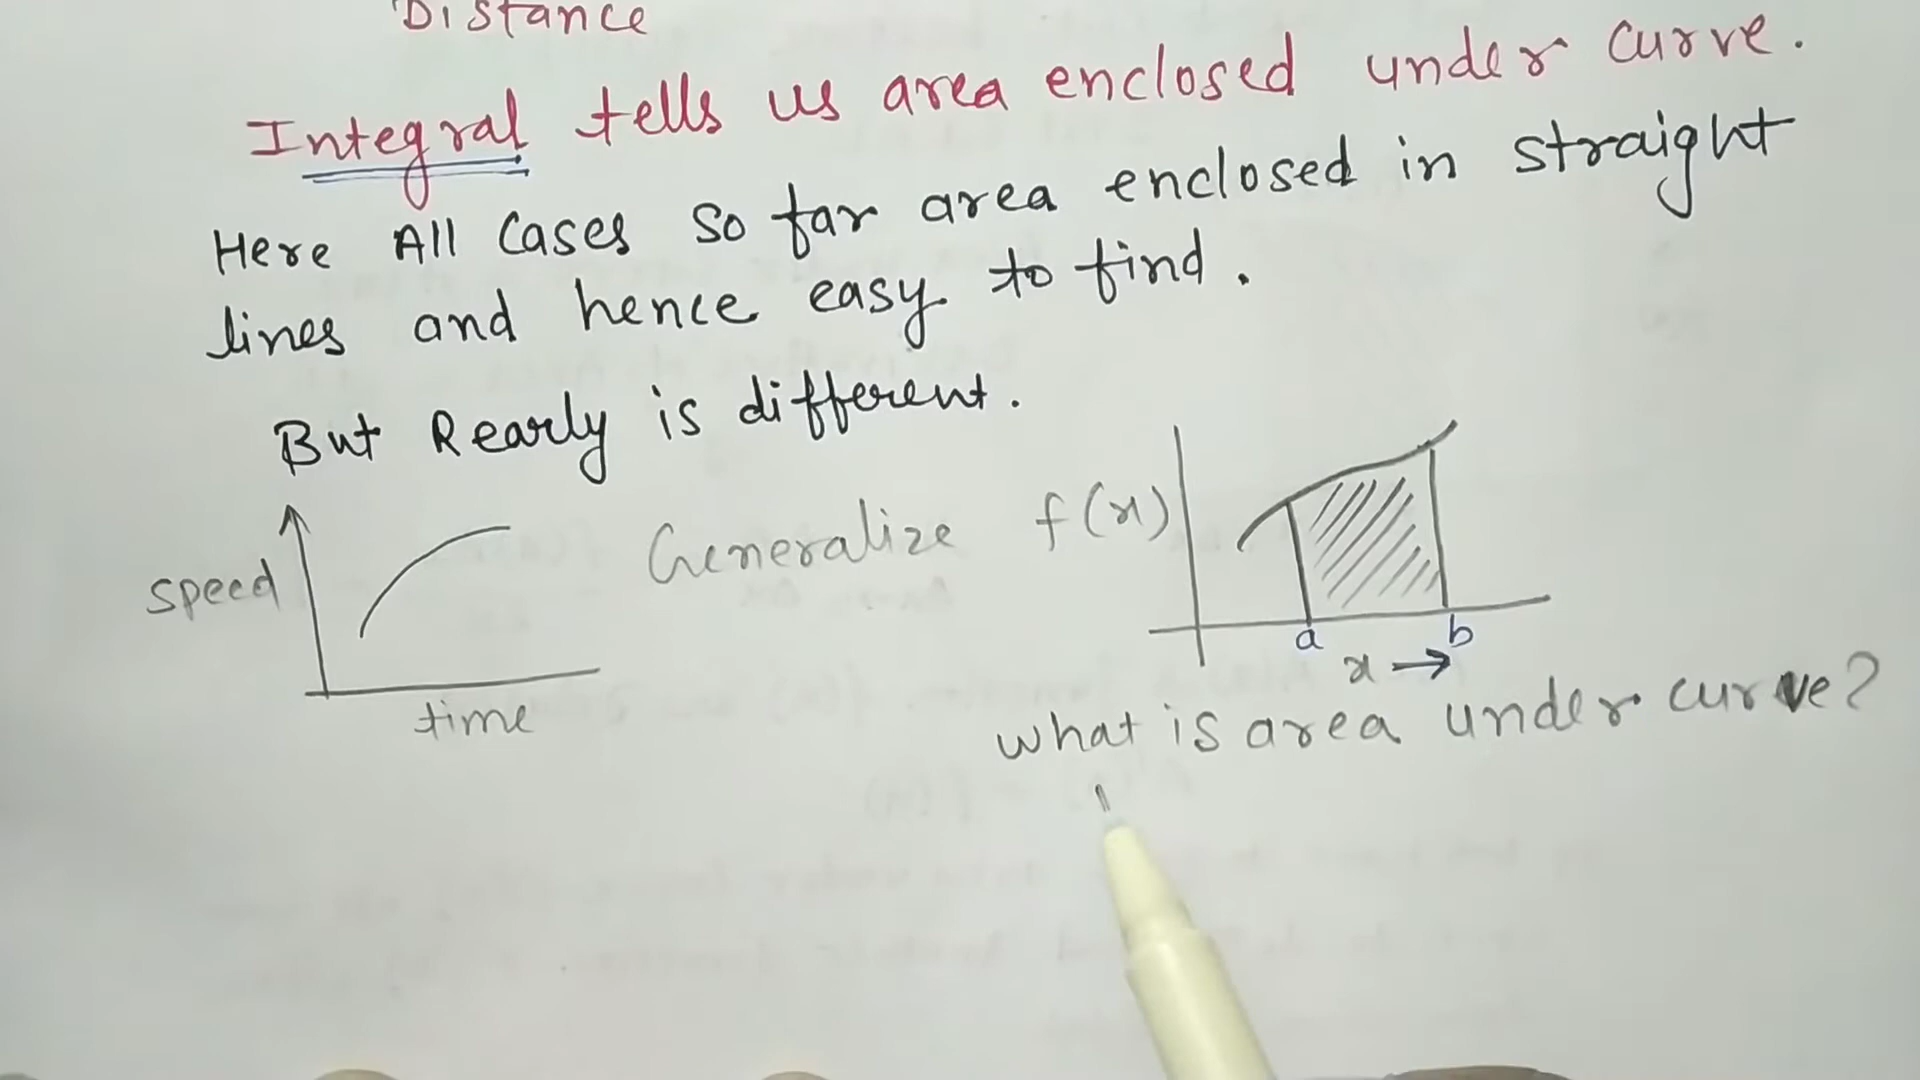 Distance
Integral tells us area enclosed under curve.
Here All Cases so far area enclosed in straight
lines and hence easy to find.
But Rearly is different.
speed
time
Generalize
f(x)
a
b
x →
What is area under curve?